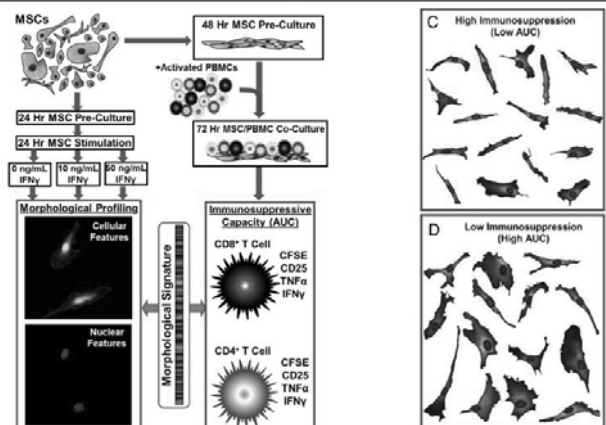 MSCs
48 Hr MSC Pre-Culture
+Activated PBMCs
24 Hr MSC Pre-Culture
24 Hr MSC Stimulation
72 Hr MSC/PBMC Co-Culture
0 ng/mL
IFNγ
10 ng/mL
IFNγ
50 ng/mL
IFNγ
Morphological Profiling
Cellular
Features
Nuclear
Features
Morphological Signature
Immunosuppressive
Capacity (AUC)
CD8⁺ T Cell
CFSE
CD25
TNFα
IFNγ
CD4⁺ T Cell
CFSE
CD25
TNFα
IFNγ
C
High Immunosuppression
(Low AUC)
D
Low Immunosuppression
(High AUC)